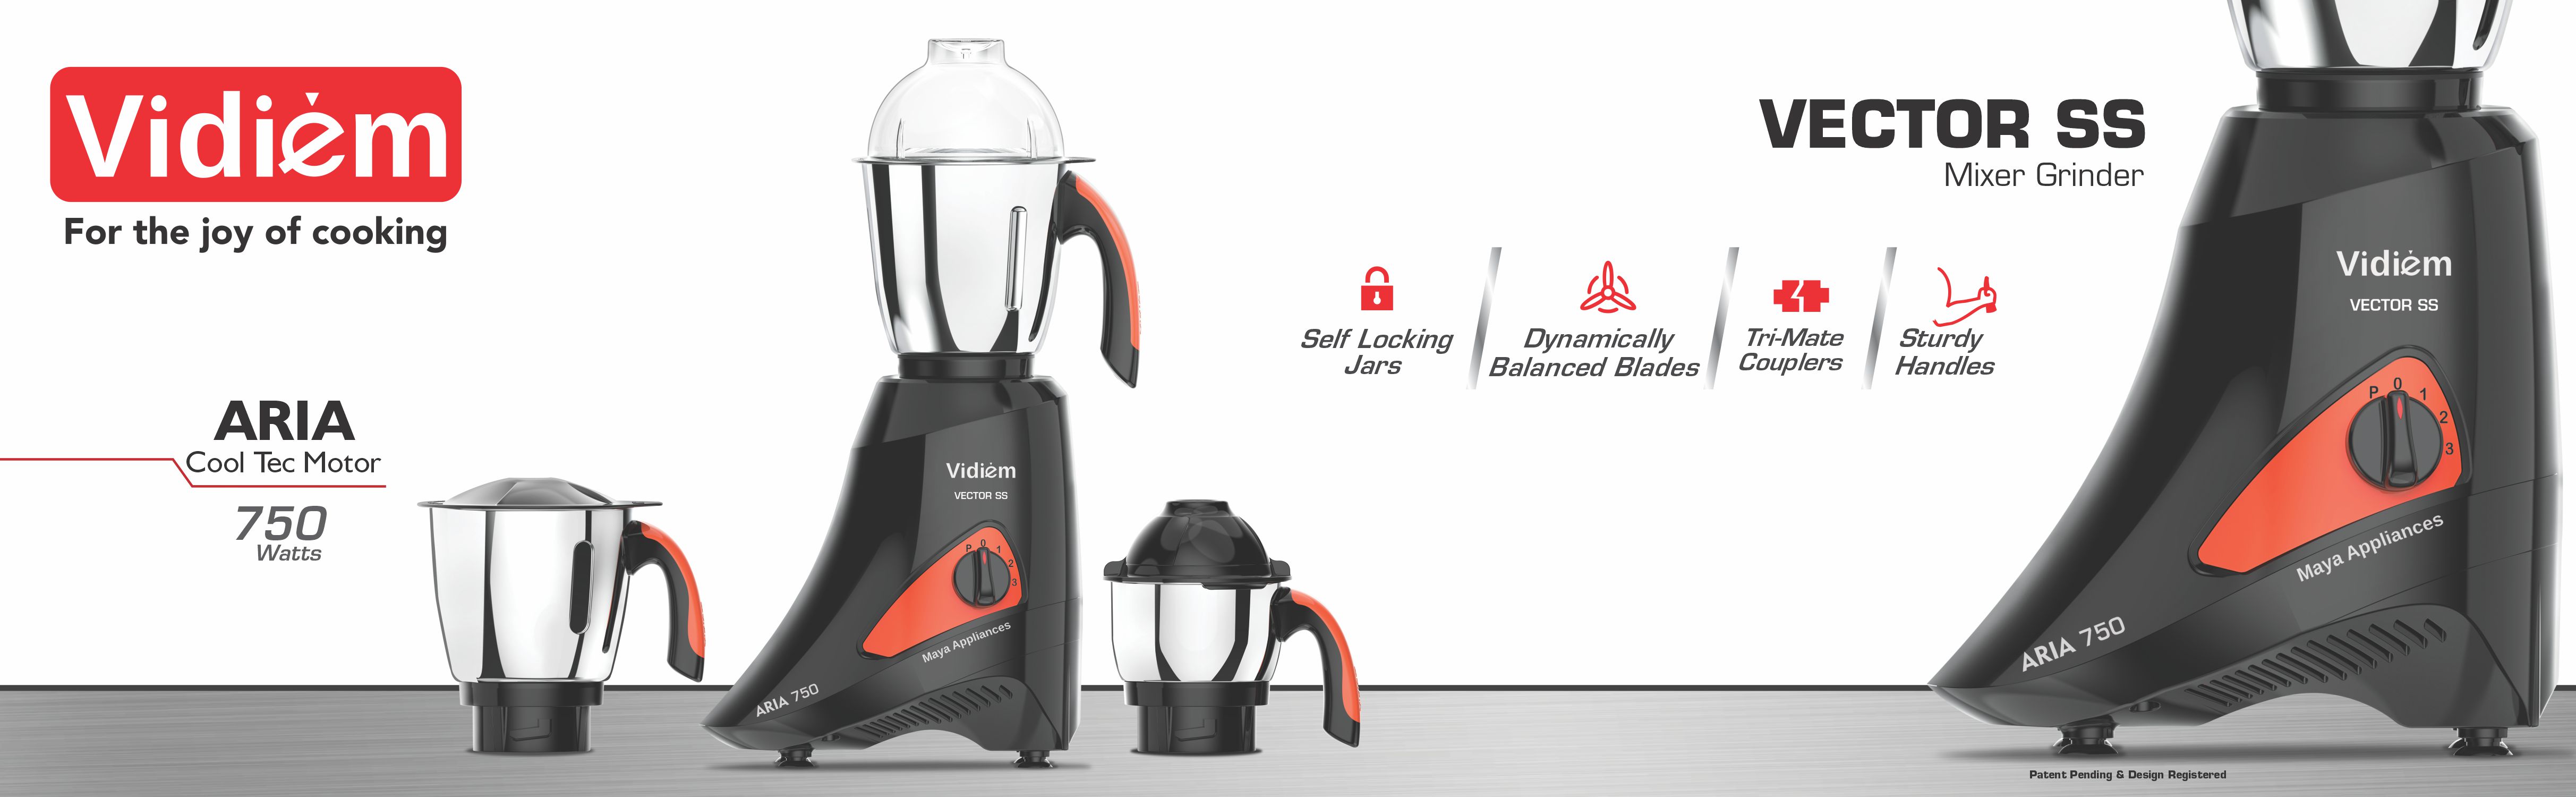 Vidiem
For the joy of cooking
ARIA
Cool Tec Motor
750
Watts
Vidiem
VECTOR SS
P 0 1 2 3
Maya Appliances
ARIA 750
VECTOR SS
Mixer Grinder
Self Locking
Jars
Dynamically
Balanced Blades
Tri-Mate
Couplers
Sturdy
Handles
Vidiem
VECTOR SS
P 0 1 2 3
Maya Appliances
ARIA 750
Patent Pending & Design Registered